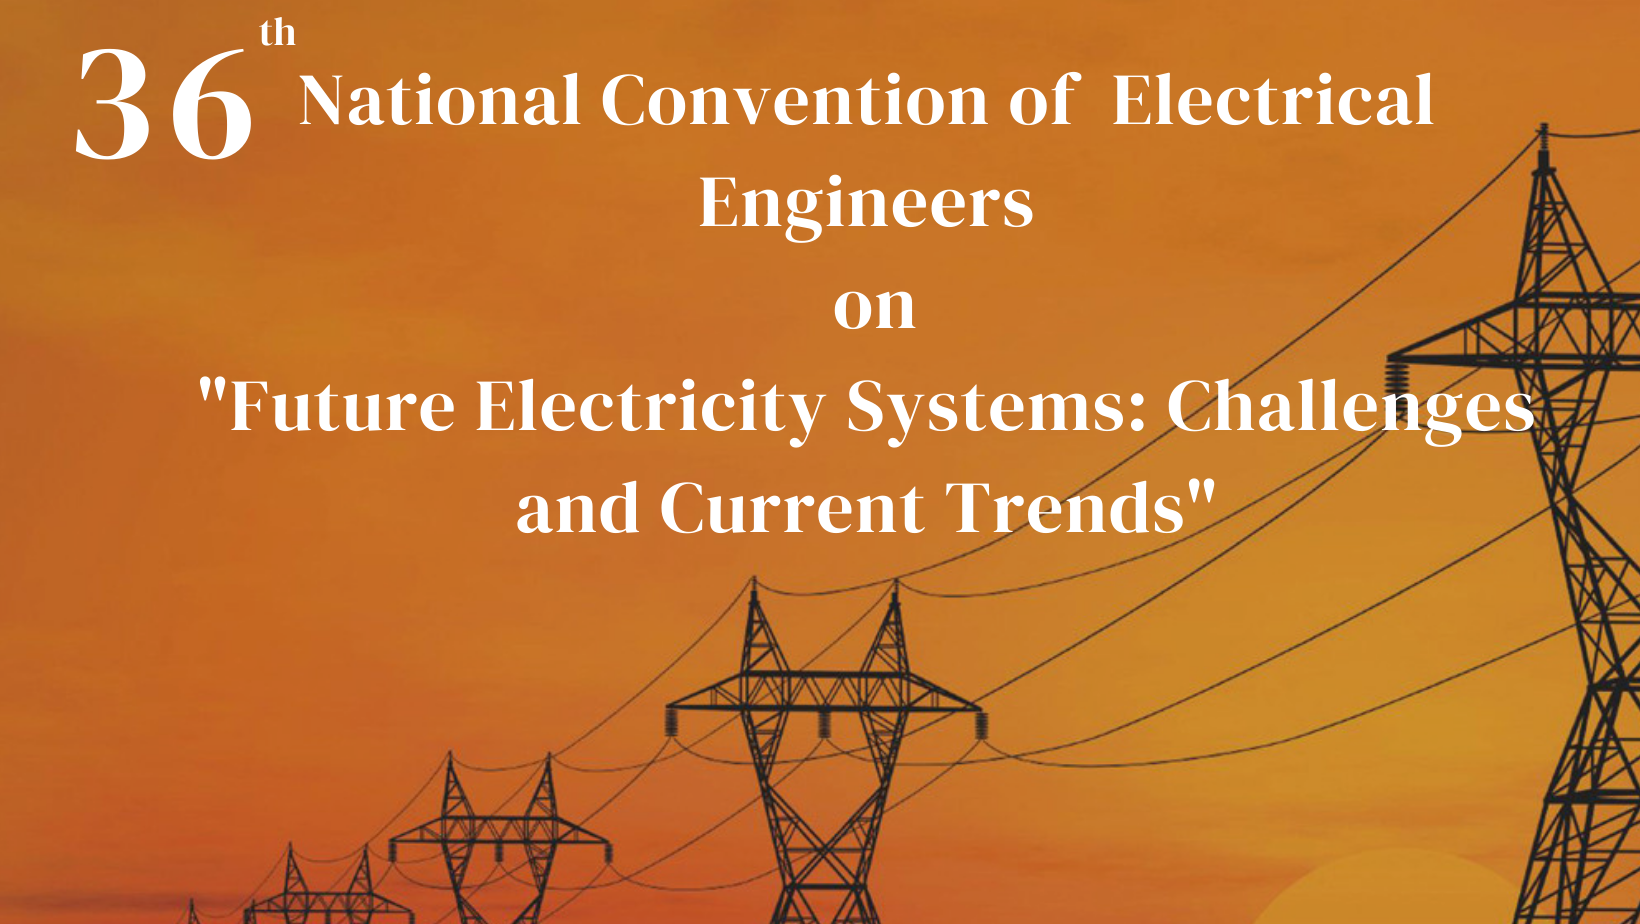 36th National Convention of Electrical
Engineers
on
"Future Electricity Systems: Challenges
and Current Trends"